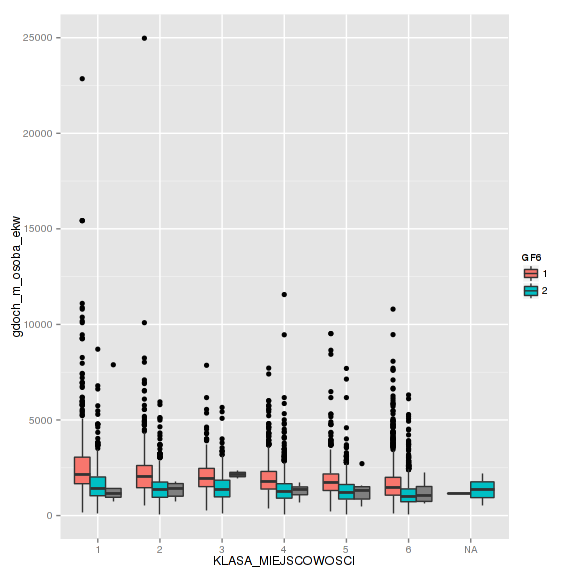 25000
20000
15000
10000
5000
0
gdoch_m_osoba_ekw
1 2 3 4 5 6 NA
KLASA_MIEJSCOWOSCI
GF6
1
2